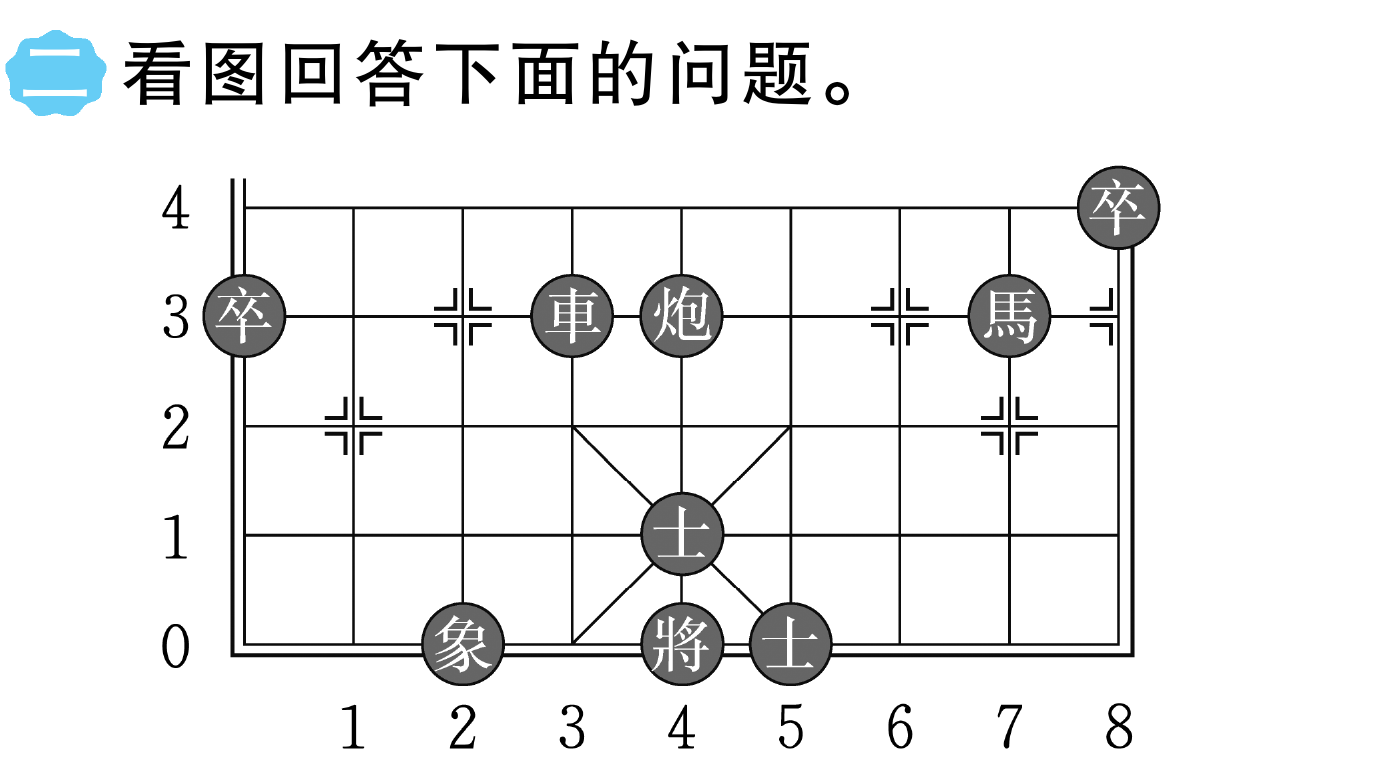 二 看图回答下面的问题。
4 卒
3 卒 車 炮 馬
2
1 士
0 象 將 士
1 2 3 4 5 6 7 8